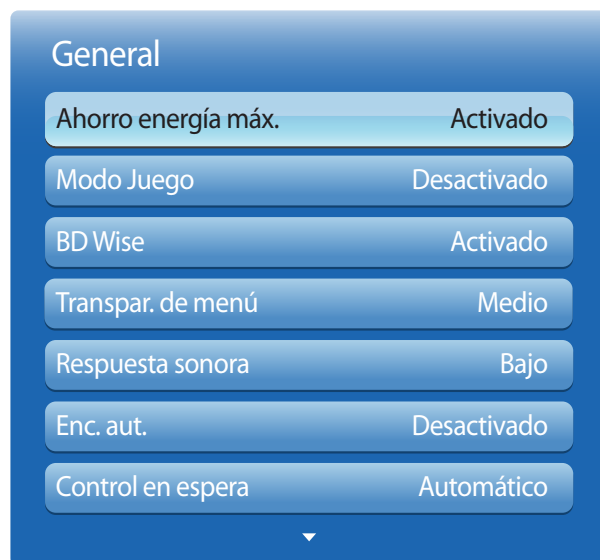 General
Ahorro energía máx. Activado
Modo Juego Desactivado
BD Wise Activado
Transpar. de menú Medio
Respuesta sonora Bajo
Enc. aut. Desactivado
Control en espera Automático